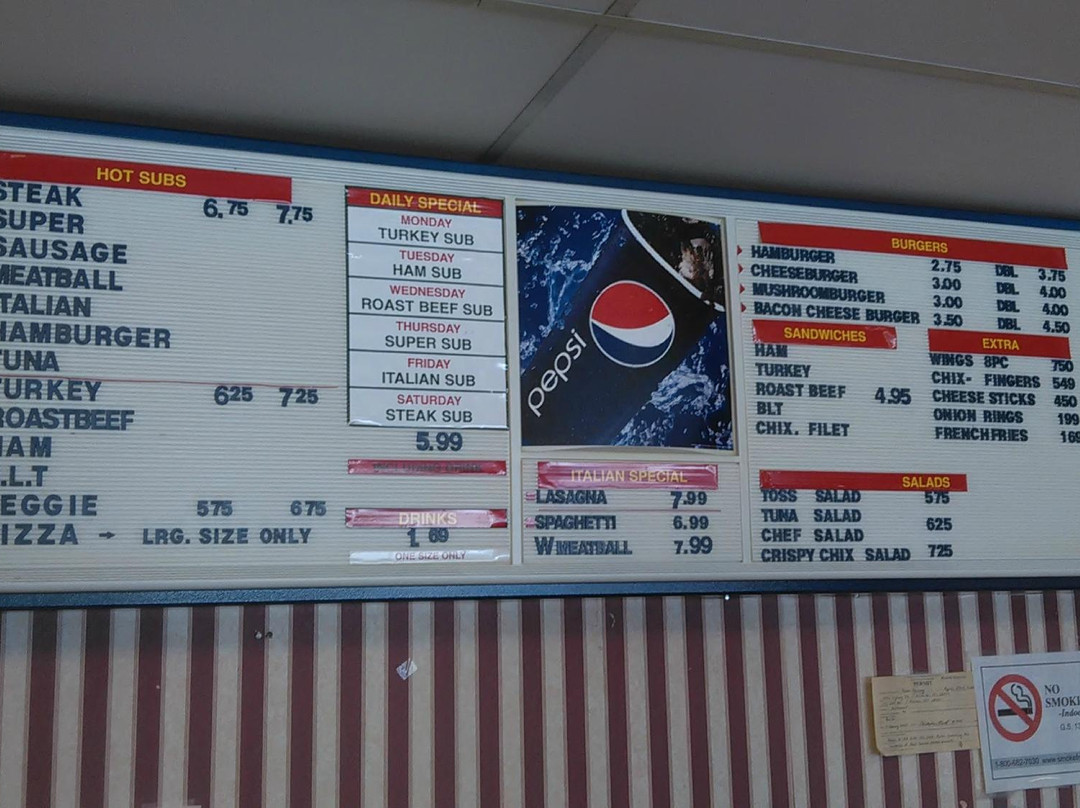 HOT SUBS
STEAK 6.75 7.75
SUPER
SAUSAGE
MEATBALL
ITALIAN
HAMBURGER
TUNA
TURKEY 625 725
ROASTBEEF
HAM
.L.T
EGGIE 575 675
IZZA → LRG. SIZE ONLY
DAILY SPECIAL
MONDAY
TURKEY SUB
TUESDAY
HAM SUB
WEDNESDAY
ROAST BEEF SUB
THURSDAY
SUPER SUB
FRIDAY
ITALIAN SUB
SATURDAY
STEAK SUB
5.99
DRINKS
1.69
ONE SIZE ONLY
pepsi
ITALIAN SPECIAL
LASAGNA 7.99
SPAGHETTI 6.99
W MEATBALL 7.99
BURGERS
HAMBURGER 2.75 DBL 3.75
CHEESEBURGER 3.00 DBL 4.00
MUSHROOMBURGER 3.00 DBL 4.00
BACON CHEESE BURGER 3.50 DBL 4.50
SANDWICHES
HAM
TURKEY
ROAST BEEF 4.95
BLT
CHIX. FILET
EXTRA
WINGS 8PC 750
CHIX- FINGERS 549
CHEESE STICKS 450
ONION RINGS 199
FRENCHFRIES 169
SALADS
TOSS SALAD 575
TUNA SALAD 625
CHEF SALAD
CRISPY CHIX SALAD 725
NO
SMOKI
-Indoo
G.S. 13